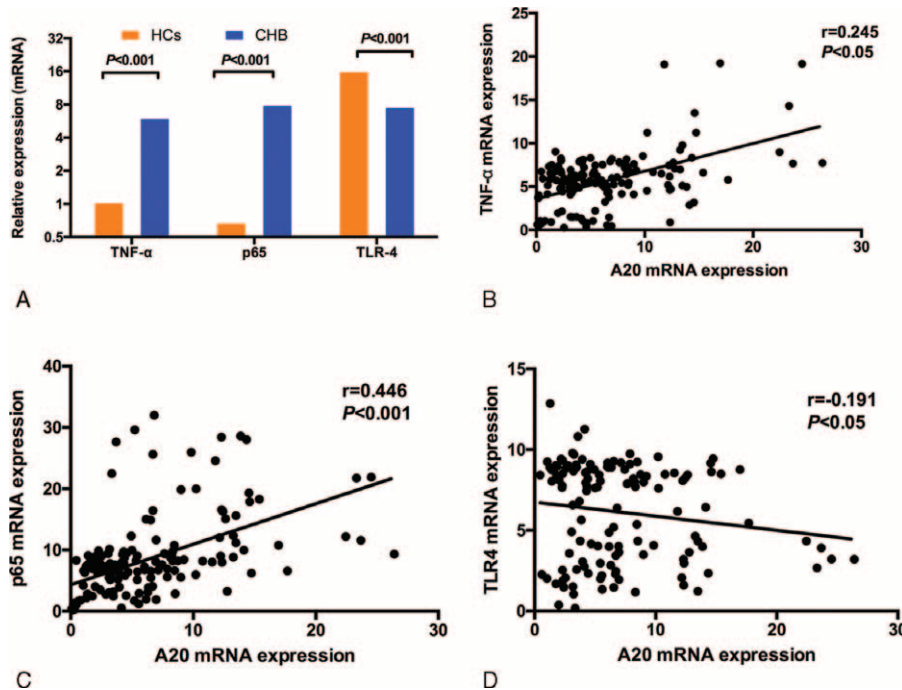 HCs CHB
Relative expression (mRNA)
32
16
8
4
2
1
0.5
P<0.001
P<0.001
P<0.001
TNF-α p65 TLR-4
A
TNF-α mRNA expression
25
20
15
10
5
0
r=0.245
P<0.05
0 10 20 30
A20 mRNA expression
B
p65 mRNA expression
40
30
20
10
0
r=0.446
P<0.001
0 10 20 30
A20 mRNA expression
C
TLR4 mRNA expression
15
10
5
0
r=-0.191
P<0.05
0 10 20 30
A20 mRNA expression
D